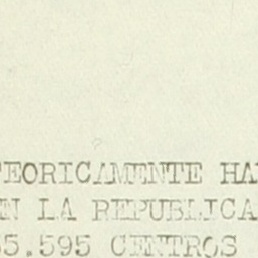 TEORICAMENTE HA
EN LA REPUBLICA
35.595 CENTROS